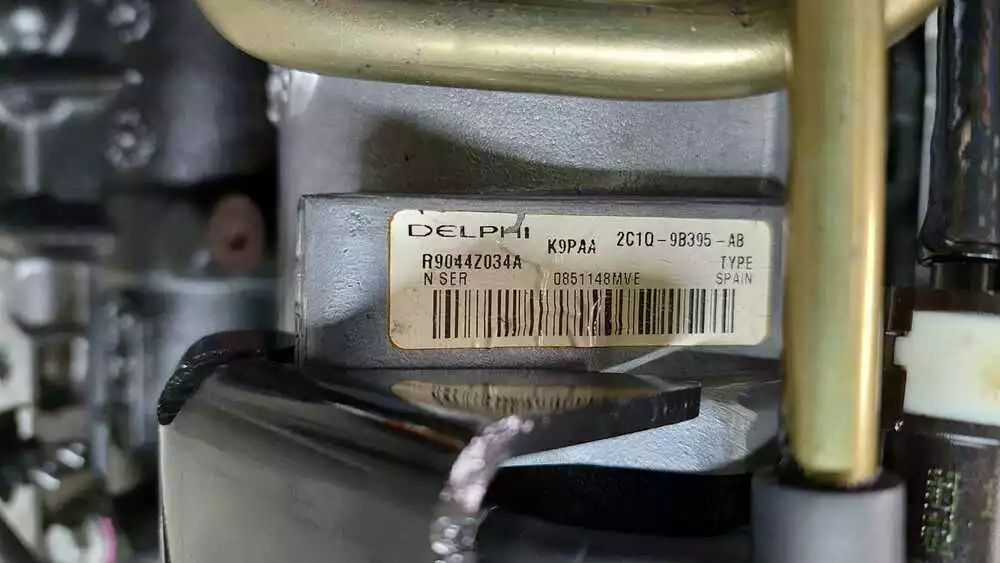 DELPHI K9PAA 2C1Q-9B395-AB
R9044Z034A TYPE
N SER 0851148MVE SPAIN